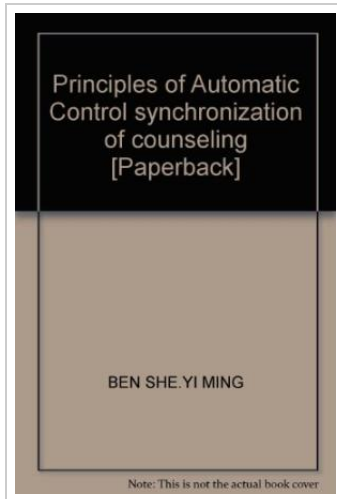 Principles of Automatic
Control synchronization
of counseling
[Paperback]
BEN SHE.YI MING
Note: This is not the actual book cover